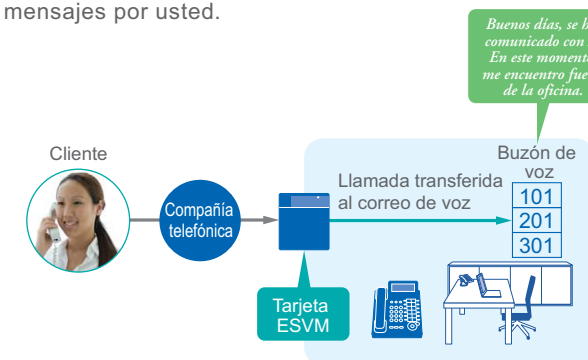 mensajes por usted.
Buenos días, se h
comunicado con
En este momento
me encuentro fue
de la oficina.
Cliente
Compañía
telefónica
Llamada transferida
al correo de voz
Buzón de
voz
101
201
301
Tarjeta
ESVM